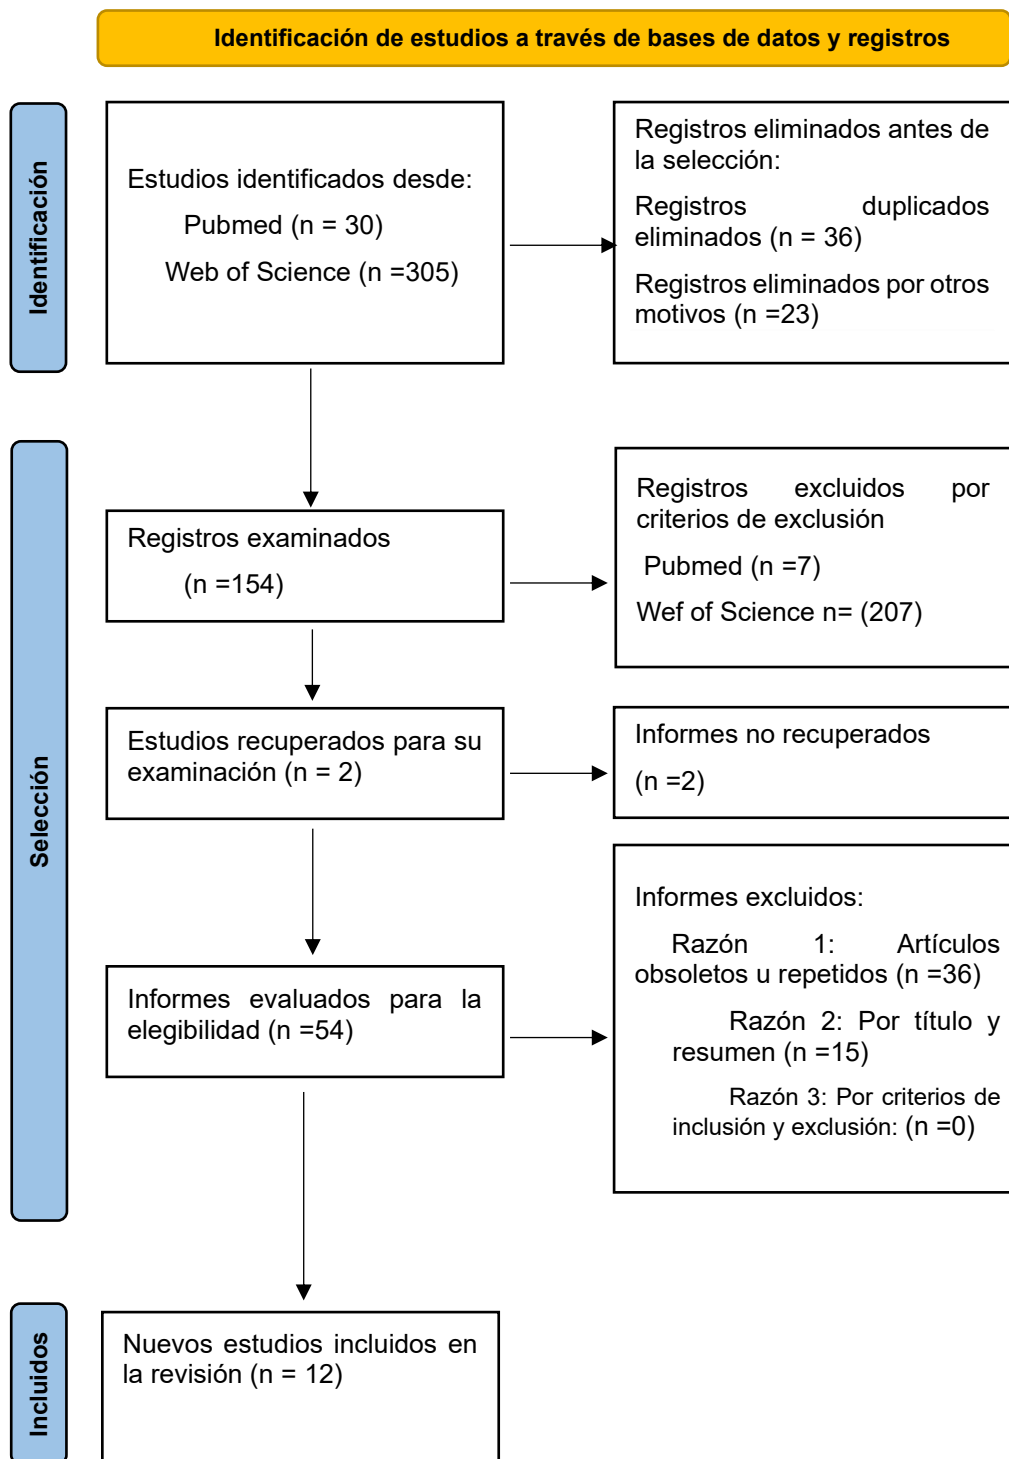 Identificación de estudios a través de bases de datos y registros
Identificación
Estudios identificados desde:
Pubmed (n = 30)
Web of Science (n =305)
Registros eliminados antes de
la selección:
Registros duplicados
eliminados (n = 36)
Registros eliminados por otros
motivos (n =23)
Selección
Registros examinados
(n =154)
Registros excluidos por
criterios de exclusión
Pubmed (n =7)
Wef of Science n= (207)
Estudios recuperados para su
examinación (n = 2)
Informes no recuperados
(n =2)
Informes evaluados para la
elegibilidad (n =54)
Informes excluidos:
Razón 1: Artículos
obsoletos u repetidos (n =36)
Razón 2: Por título y
resumen (n =15)
Razón 3: Por criterios de
inclusión y exclusión: (n =0)
Incluidos
Nuevos estudios incluidos en
la revisión (n = 12)